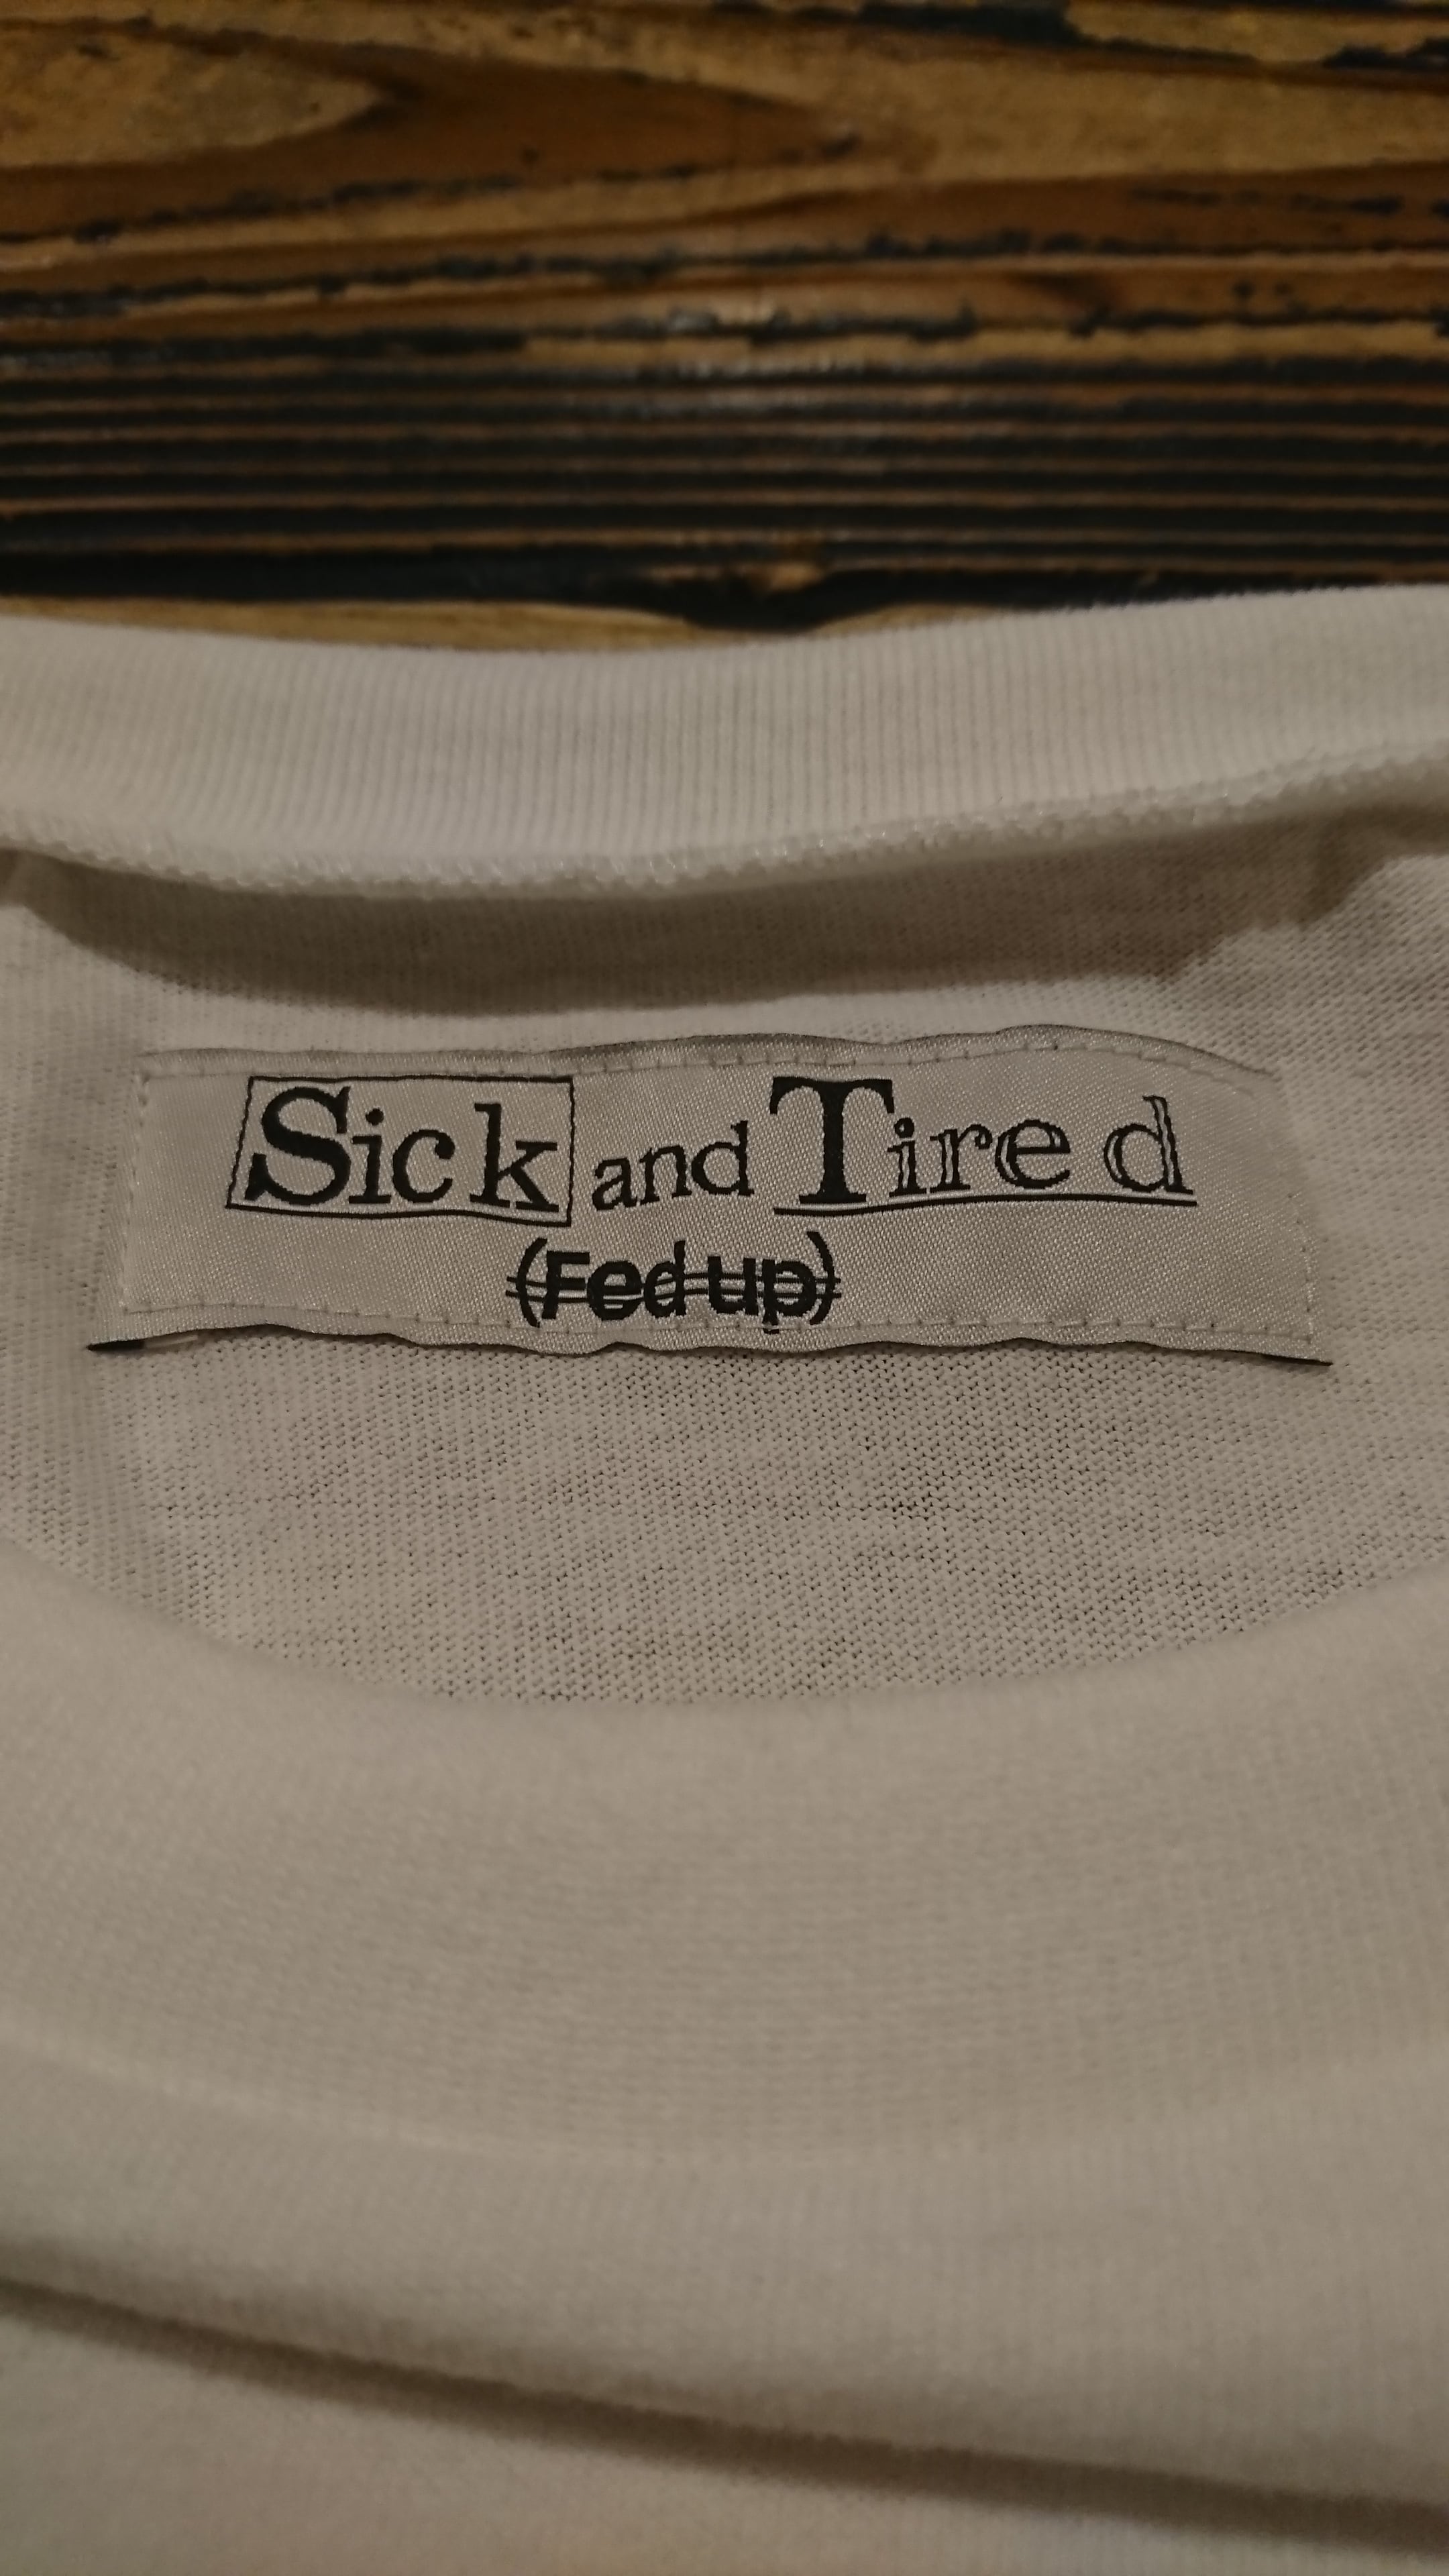 Sick and Tired
(Fed up)